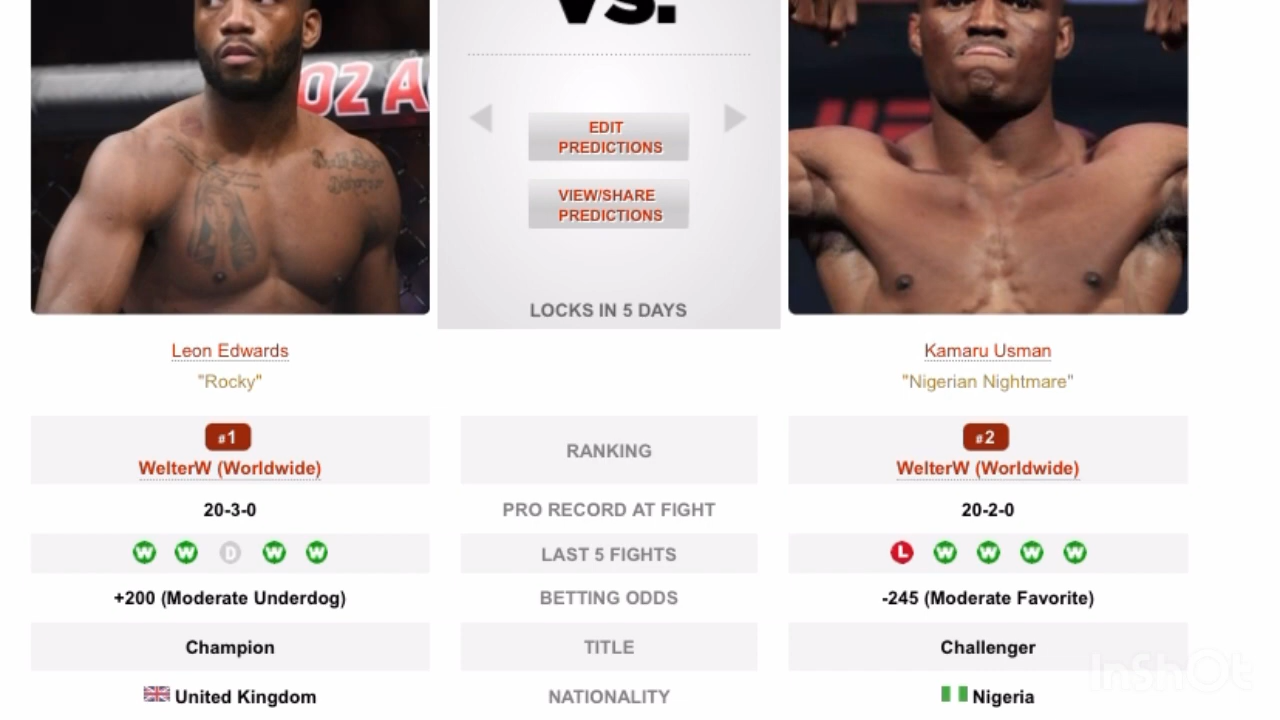 VS.
OZ A
EDIT
PREDICTIONS
VIEW/SHARE
PREDICTIONS
LOCKS IN 5 DAYS
Leon Edwards
Kamaru Usman
"Rocky"
"Nigerian Nightmare"
#1
RANKING
#2
WelterW (Worldwide)
WelterW (Worldwide)
20-3-0
PRO RECORD AT FIGHT
20-2-0
W W D W W
LAST 5 FIGHTS
L W W W W
+200 (Moderate Underdog)
BETTING ODDS
-245 (Moderate Favorite)
Champion
TITLE
Challenger
United Kingdom
NATIONALITY
Nigeria
InShOt